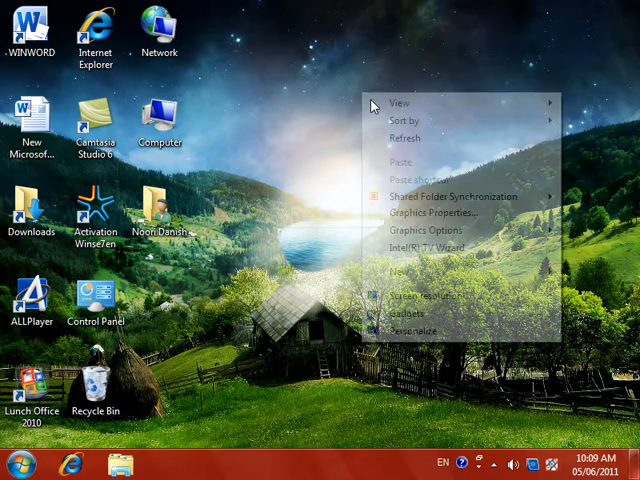 WINWORD
Internet
Explorer
Network
New
Microsof...
Camtasia
Studio 6
Computer
Downloads
Activation
Winse7en
Noori Danish
ALLPlayer
Control Panel
Lunch Office
2010
Recycle Bin
View
Sort by
Refresh
Paste
Paste shortcut
Shared Folder Synchronization
Graphics Properties...
Graphics Options
Intel(R) TV Wizard
New
Screen resolution
Gadgets
Personalize
EN
10:09 AM
05/06/2011